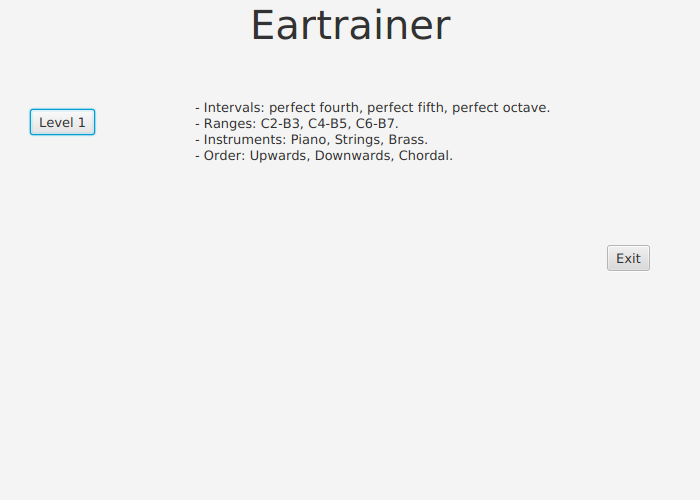 Eartrainer
Level 1
- Intervals: perfect fourth, perfect fifth, perfect octave.
- Ranges: C2-B3, C4-B5, C6-B7.
- Instruments: Piano, Strings, Brass.
- Order: Upwards, Downwards, Chordal.
Exit